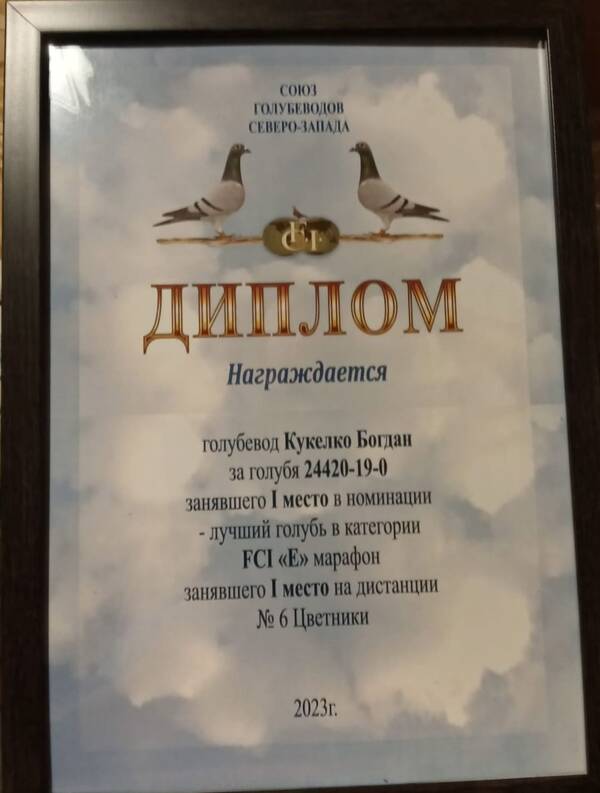 СОЮЗ
ГОЛУБЕВОДОВ
СЕВЕРО-ЗАПАДА
FCI
ДИПЛОМ
Награждается
голубевод Кукелко Богдан
за голубя 24420-19-0
занявшего I место в номинации
- лучший голубь в категории
FCI «Е» марафон
занявшего I место на дистанции
№ 6 Цветники
2023г.